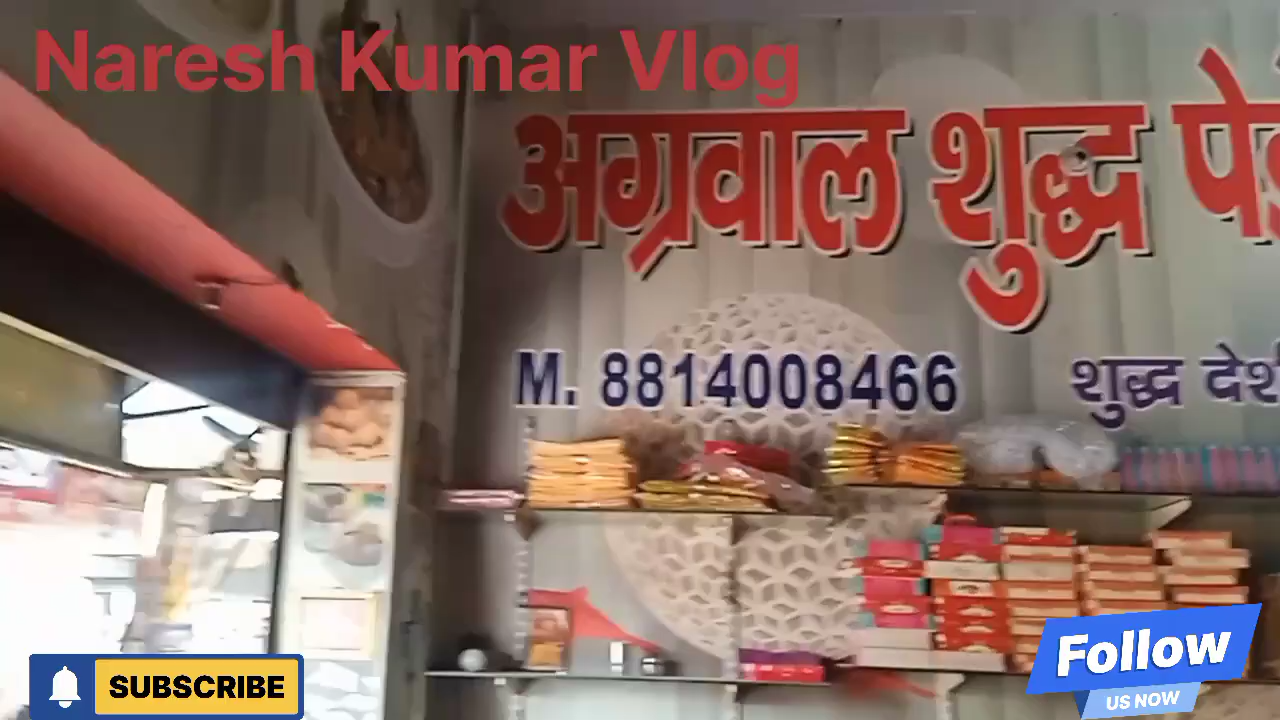 Naresh Kumar Vlog
अग्रवाल शुद्ध
M. 8814008466
शुद्ध
SUBSCRIBE
Follow
US NOW